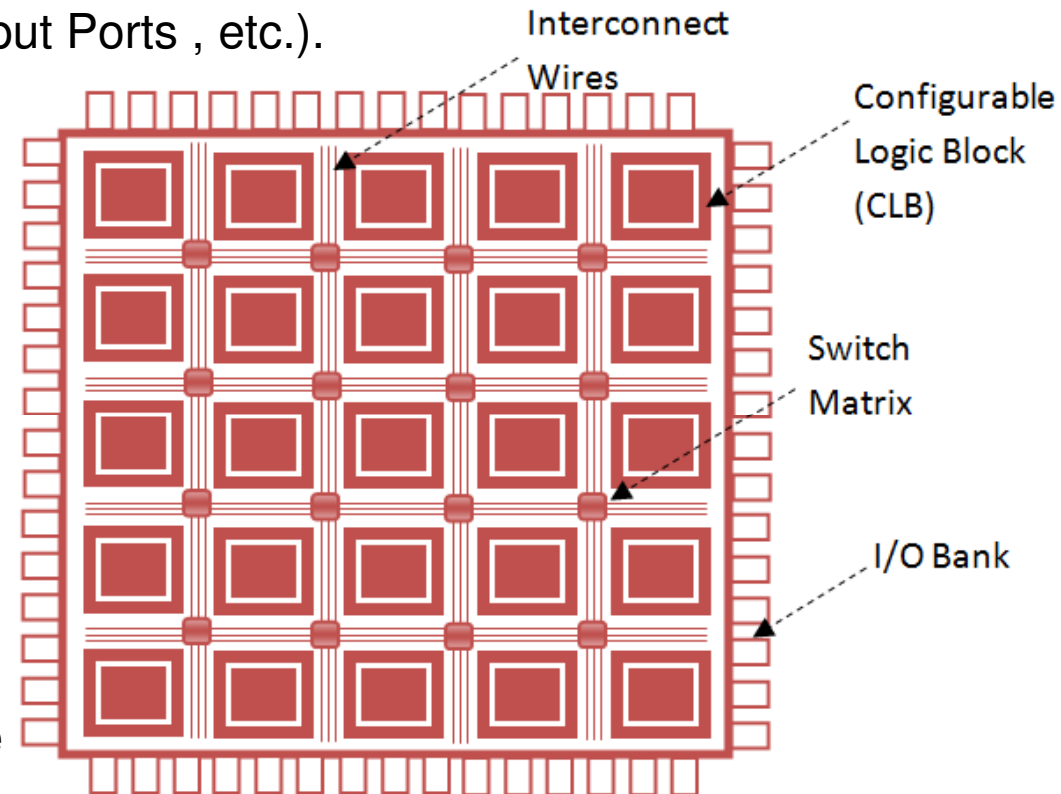 out Ports , etc.).
Interconnect
Wires
Configurable
Logic Block
(CLB)
Switch
Matrix
I/O Bank